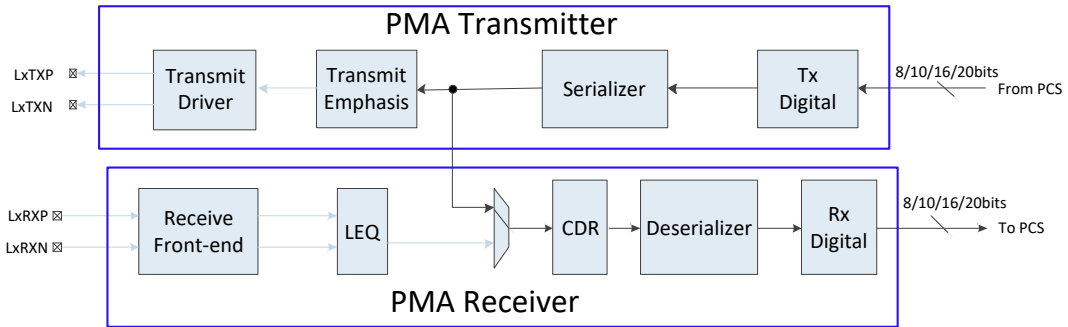 PMA Transmitter
LxTXP
LxTXN
Transmit
Driver
Transmit
Emphasis
Serializer
Tx
Digital
8/10/16/20bits
From PCS
LxRXP
LxRXN
Receive
Front-end
LEQ
CDR
Deserializer
Rx
Digital
8/10/16/20bits
To PCS
PMA Receiver